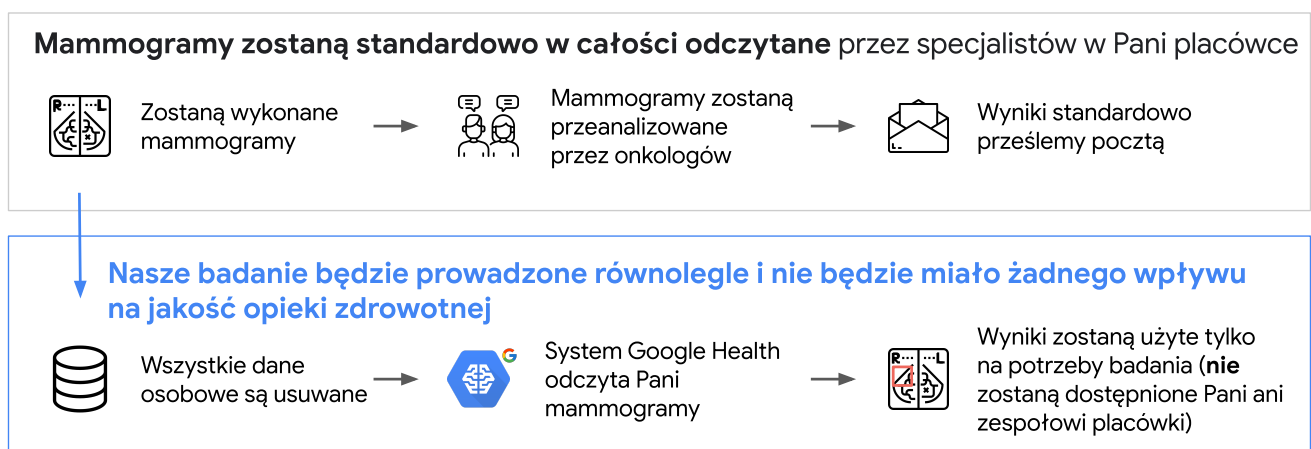 Mammogramy zostaną standardowo w całości odczytane przez specjalistów w Pani placówce
R L
Zostaną wykonane
mammogramy
Mammogramy zostaną
przeanalizowane
przez onkologów
Wyniki standardowo
prześlemy pocztą
Nasze badanie będzie prowadzone równolegle i nie będzie miało żadnego wpływu
na jakość opieki zdrowotnej
Wszystkie dane
osobowe są usuwane
G
System Google Health
odczyta Pani
mammogramy
R L
Wyniki zostaną użyte tylko
na potrzeby badania (nie
zostaną dostępnione Pani ani
zespołowi placówki)